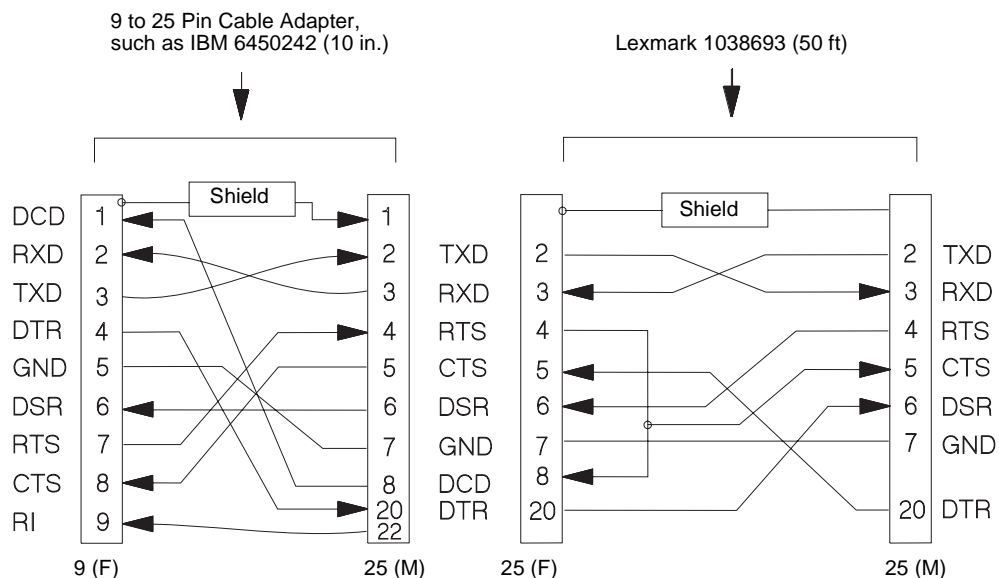 9 to 25 Pin Cable Adapter,
such as IBM 6450242 (10 in.)
Lexmark 1038693 (50 ft)
Shield
DCD 1 1
RXD 2 2
TXD 3 3
DTR 4 4
GND 5 5
DSR 6 6
RTS 7 7
CTS 8 8
20
RI 9 22
9 (F) 25 (M)
Shield
TXD 2 2 TXD
RXD 3 3 RXD
RTS 4 4 RTS
CTS 5 5 CTS
DSR 6 6 DSR
GND 7 7 GND
DCD 8
DTR 20 20 DTR
25 (F) 25 (M)